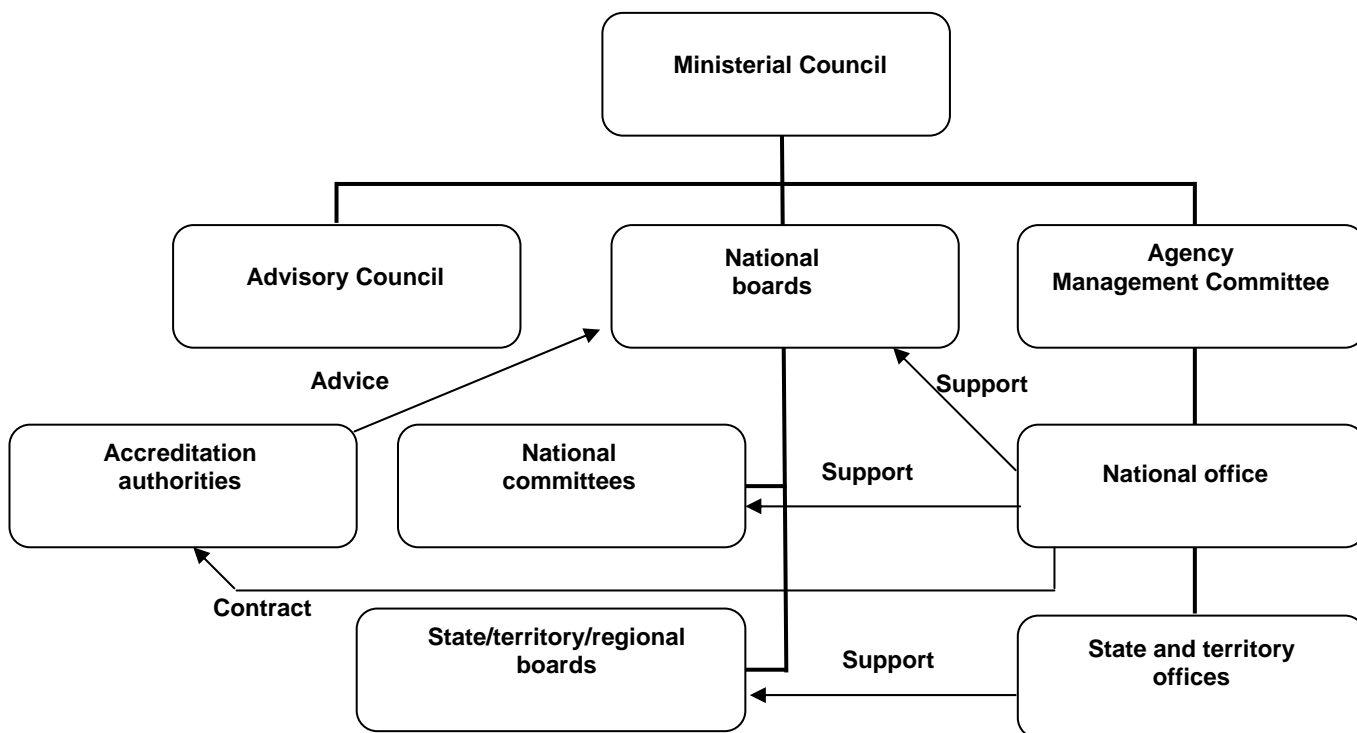 Ministerial Council
Advisory Council
National
boards
Agency
Management Committee
Advice
Support
Accreditation
authorities
National
committees
Support
National office
Contract
State/territory/regional
boards
Support
State and territory
offices